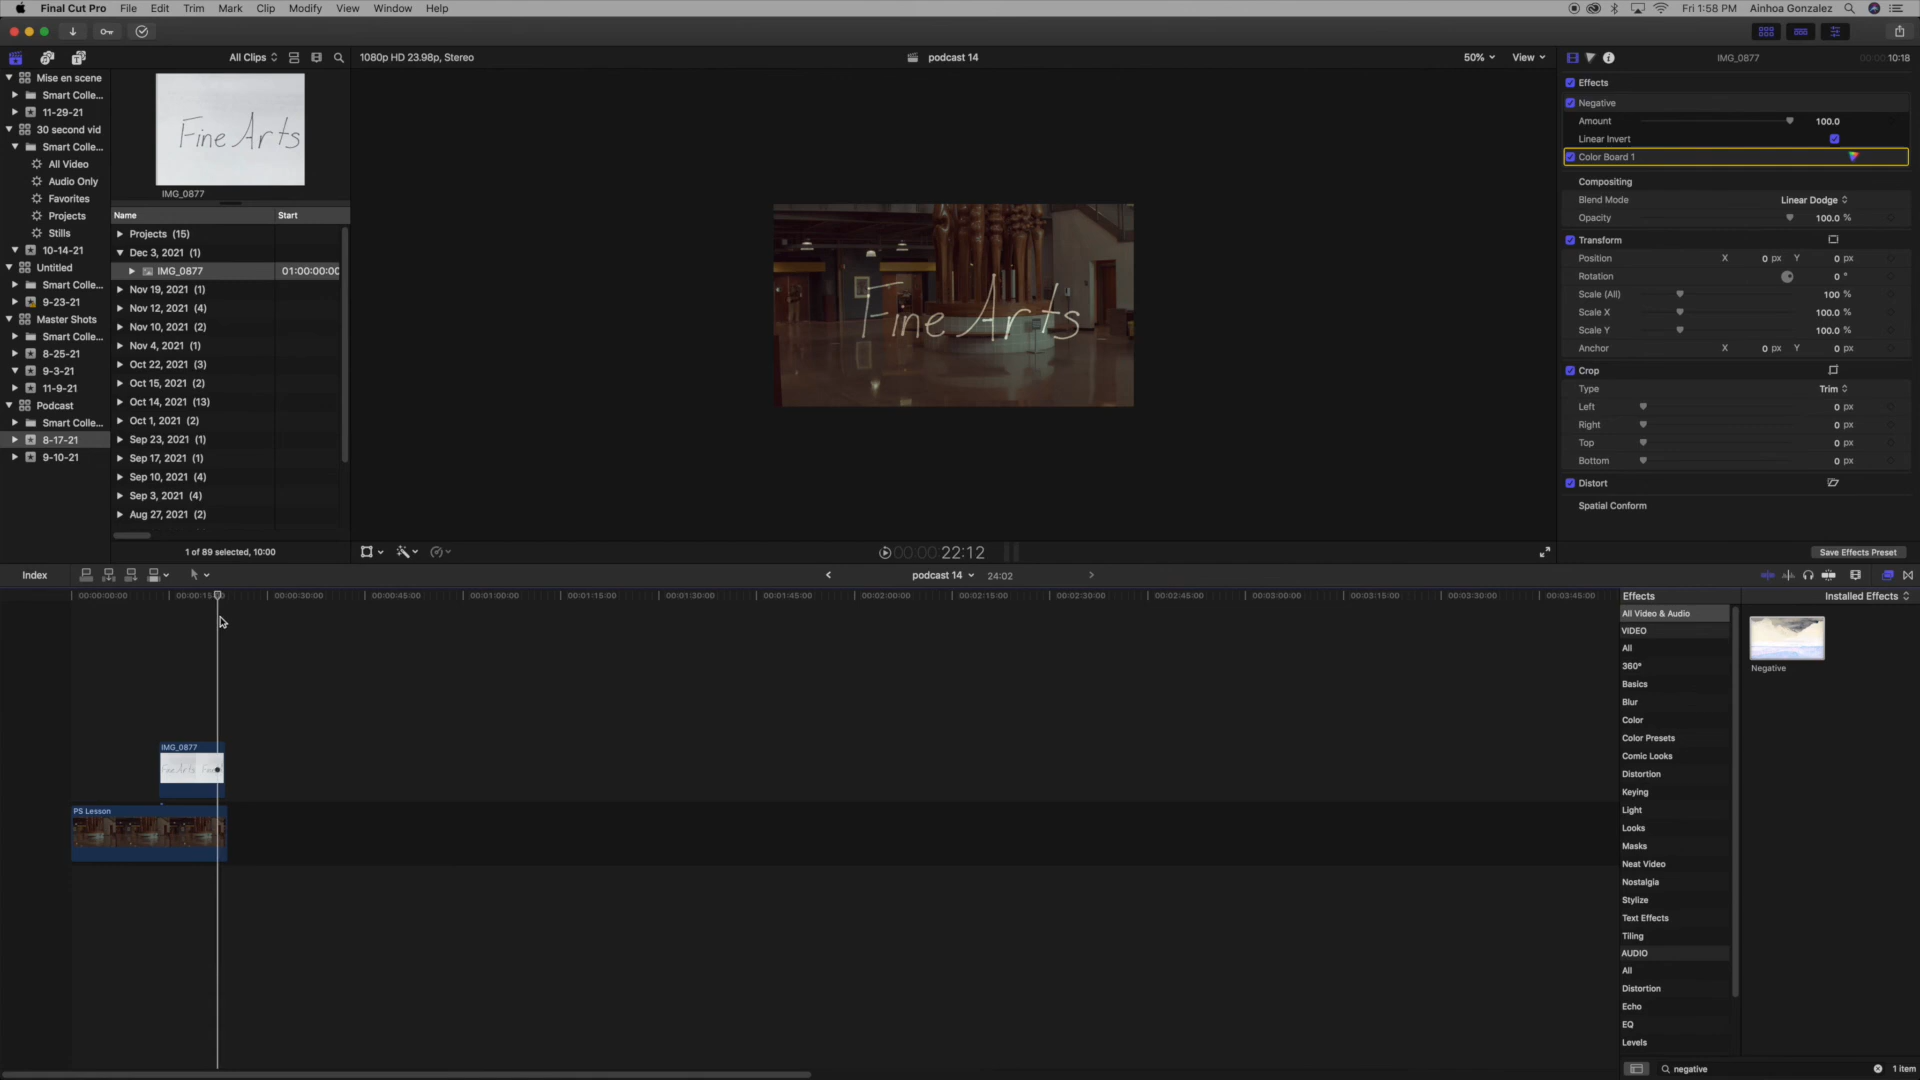 Final Cut Pro File Edit Trim Mark Clip Modify View Window Help Fri 1:58 PM Ainhoa Gonzalez
All Clips 1080p HD 23.98p, Stereo podcast 14 50% View IMG_0877 00:00:10:18
Mise en scene
Smart Colle...
11-29-21
30 second vid
Smart Colle...
All Video
Audio Only
Favorites
Projects
Stills
10-14-21
Untitled
Smart Colle...
9-23-21
Master Shots
Smart Colle...
8-25-21
9-3-21
11-9-21
Podcast
Smart Colle...
8-17-21
9-10-21
Fine Arts
IMG_0877
Name Start
Projects (15)
Dec 3, 2021 (1)
IMG_0877 01:00:00:00
Nov 19, 2021 (1)
Nov 12, 2021 (4)
Nov 10, 2021 (2)
Nov 4, 2021 (1)
Oct 22, 2021 (3)
Oct 15, 2021 (2)
Oct 14, 2021 (13)
Oct 1, 2021 (2)
Sep 23, 2021 (1)
Sep 17, 2021 (1)
Sep 10, 2021 (4)
Sep 3, 2021 (4)
Aug 27, 2021 (2)
1 of 89 selected, 10:00
Fine Arts
00:00:22:12
Effects
Negative
Amount 100.0
Linear Invert
Color Board 1
Compositing
Blend Mode Linear Dodge
Opacity 100.0 %
Transform
Position X 0 px Y 0 px
Rotation 0 °
Scale (All) 100 %
Scale X 100.0 %
Scale Y 100.0 %
Anchor X 0 px Y 0 px
Crop
Type Trim
Left 0 px
Right 0 px
Top 0 px
Bottom 0 px
Distort
Spatial Conform
Save Effects Preset
Index podcast 14 24:02
00:00:00:00 00:00:15 00:00:30:00 00:00:45:00 00:01:00:00 00:01:15:00 00:01:30:00 00:01:45:00 00:02:00:00 00:02:15:00 00:02:30:00 00:02:45:00 00:03:00:00 00:03:15:00 00:03:30:00 00:03:45:00
IMG_0877
Fine Arts
PS Lesson
Effects Installed Effects
All Video & Audio
VIDEO
All
360°
Basics
Blur
Color
Color Presets
Comic Looks
Distortion
Keying
Light
Looks
Masks
Neat Video
Nostalgia
Stylize
Text Effects
Tiling
AUDIO
All
Distortion
Echo
EQ
Levels
Negative
negative 1 item